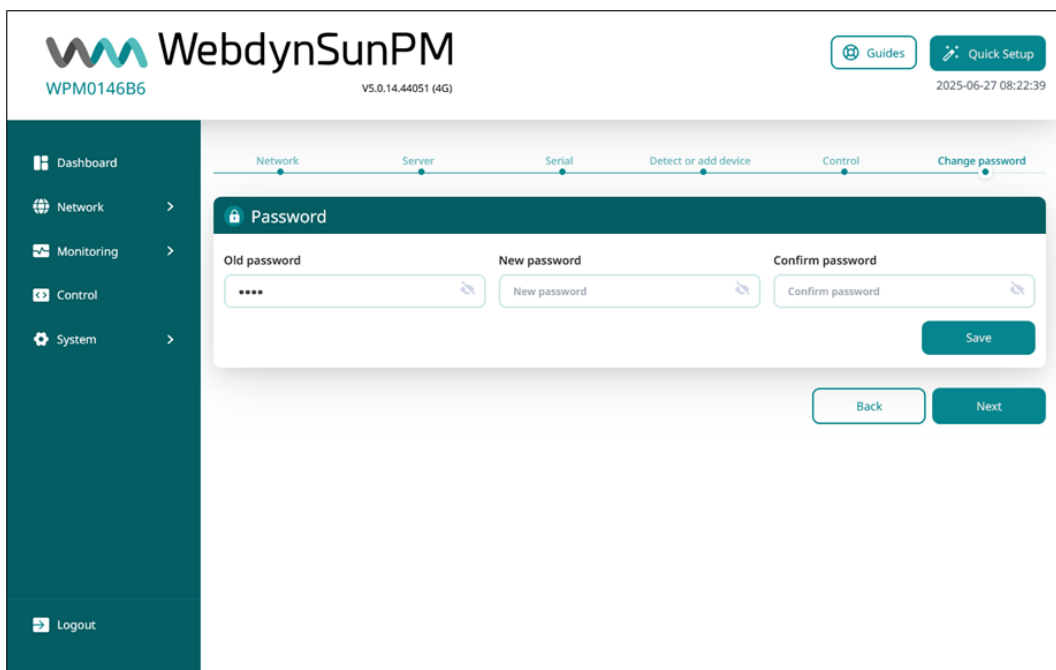 WebdynSunPM
WPM0146B6
V5.0.14.44051 (4G)
Guides
Quick Setup
2025-06-27 08:22:39
Dashboard
Network
Monitoring
Control
System
Logout
Network Server Serial Detect or add device Control Change password
Password
Old password New password Confirm password
•••• New password Confirm password
Save
Back Next